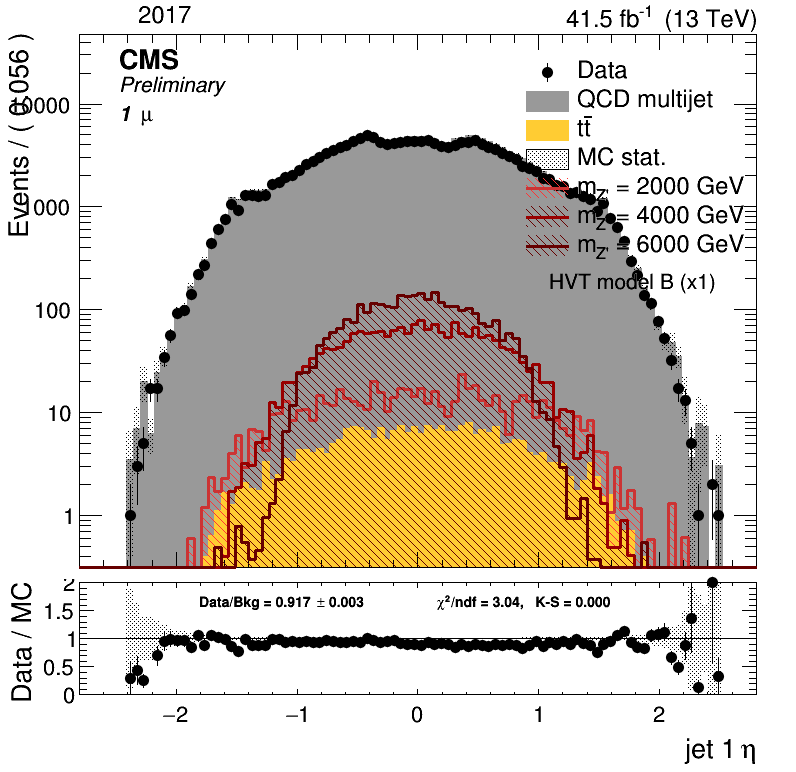 2017
41.5 fb⁻¹ (13 TeV)
CMS
Preliminary
1 μ
Data
QCD multijet
tt̄
MC stat.
m_Z' = 2000 GeV
m_Z' = 4000 GeV
m_Z' = 6000 GeV
HVT model B (x1)
Events / ( 0.056 )
10000
1000
100
10
1
Data/Bkg = 0.917 ± 0.003
χ²/ndf = 3.04, K-S = 0.000
Data / MC
2
1.5
1
0.5
0
−2
−1
0
1
2
jet 1 η